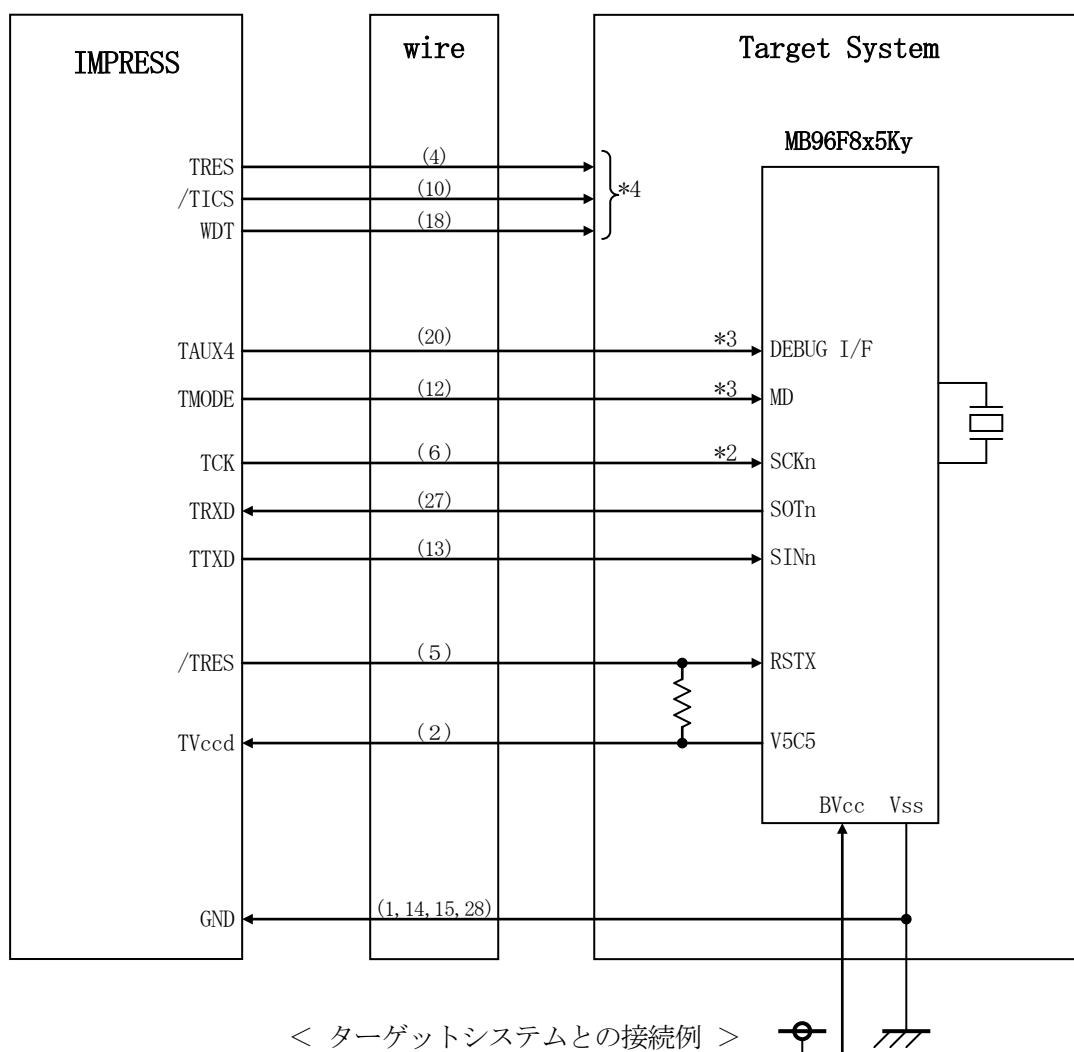 IMPRESS
wire
Target System
MB96F8x5Ky
TRES (4)
/TICS (10) *4
WDT (18)
TAUX4 (20) *3 DEBUG I/F
TMODE (12) *3 MD
TCK (6) *2 SCKn
TRXD (27) SOTn
TTXD (13) SINn
/TRES (5) RSTX
TVccd (2) V5C5
BVcc Vss
GND (1,14,15,28)
< ターゲットシステムとの接続例 >